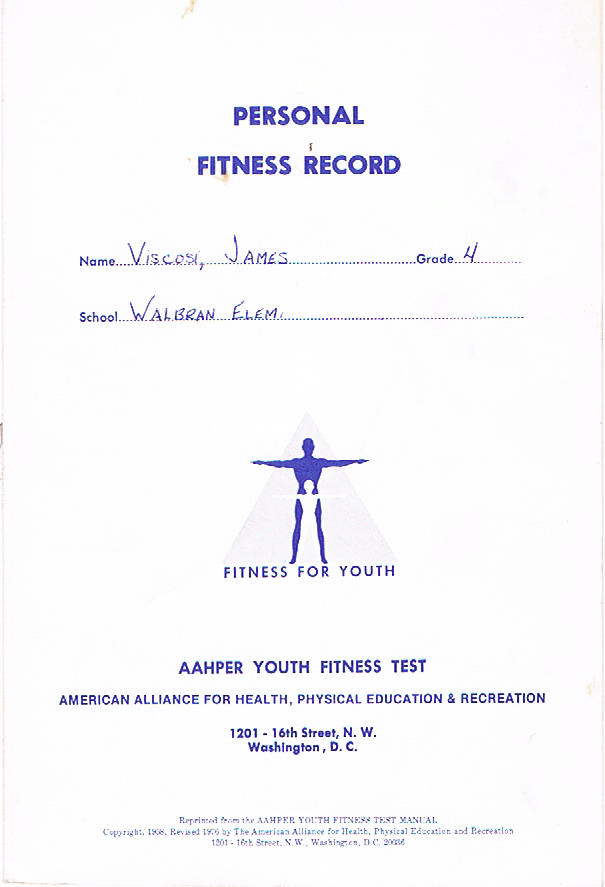 PERSONAL
FITNESS RECORD
Name....Viscosi, James....Grade..4....
School....Walbran Elem.....
FITNESS FOR YOUTH
AAHPER YOUTH FITNESS TEST
AMERICAN ALLIANCE FOR HEALTH, PHYSICAL EDUCATION & RECREATION
1201 - 16th Street, N. W.
Washington, D. C.
Reprinted from the AAHPER YOUTH FITNESS TEST MANUAL
Copyright, 1958, Revised 1976 by The American Alliance for Health, Physical Education and Recreation
1201 - 16th Street, N.W., Washington, D.C. 20036